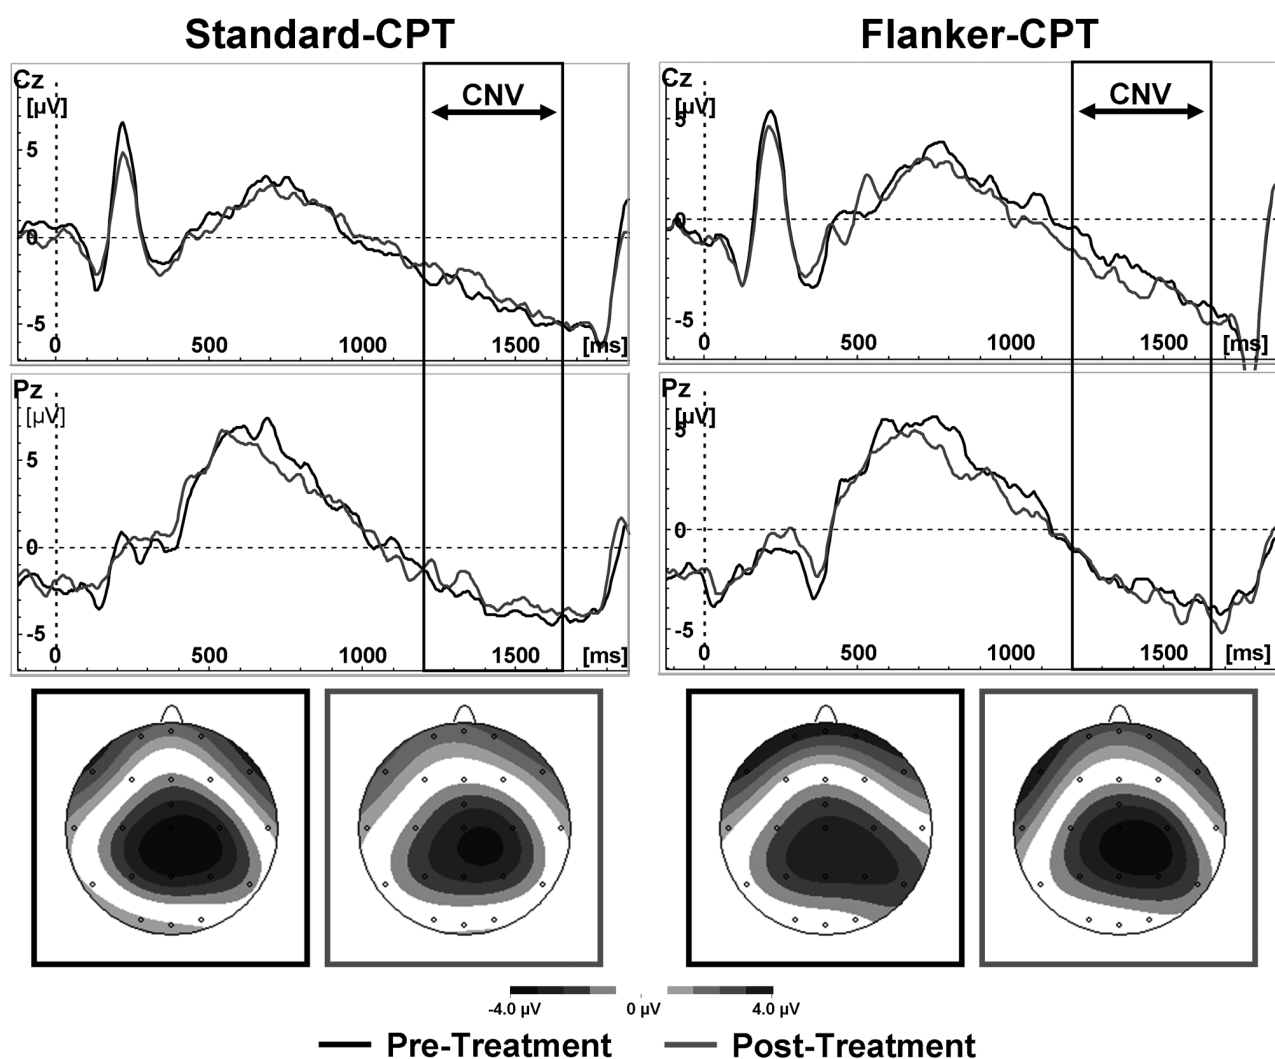 Standard-CPT
Flanker-CPT
Cz
[µV]
CNV
5
0
-5
0 500 1000 1500 [ms]
Cz
[µV]
CNV
5
0
-5
0 500 1000 1500 [ms]
Pz
[µV]
5
0
-5
0 500 1000 1500 [ms]
Pz
[µV]
5
0
-5
0 500 1000 1500 [ms]
-4.0 µV 0 µV 4.0 µV
Pre-Treatment Post-Treatment